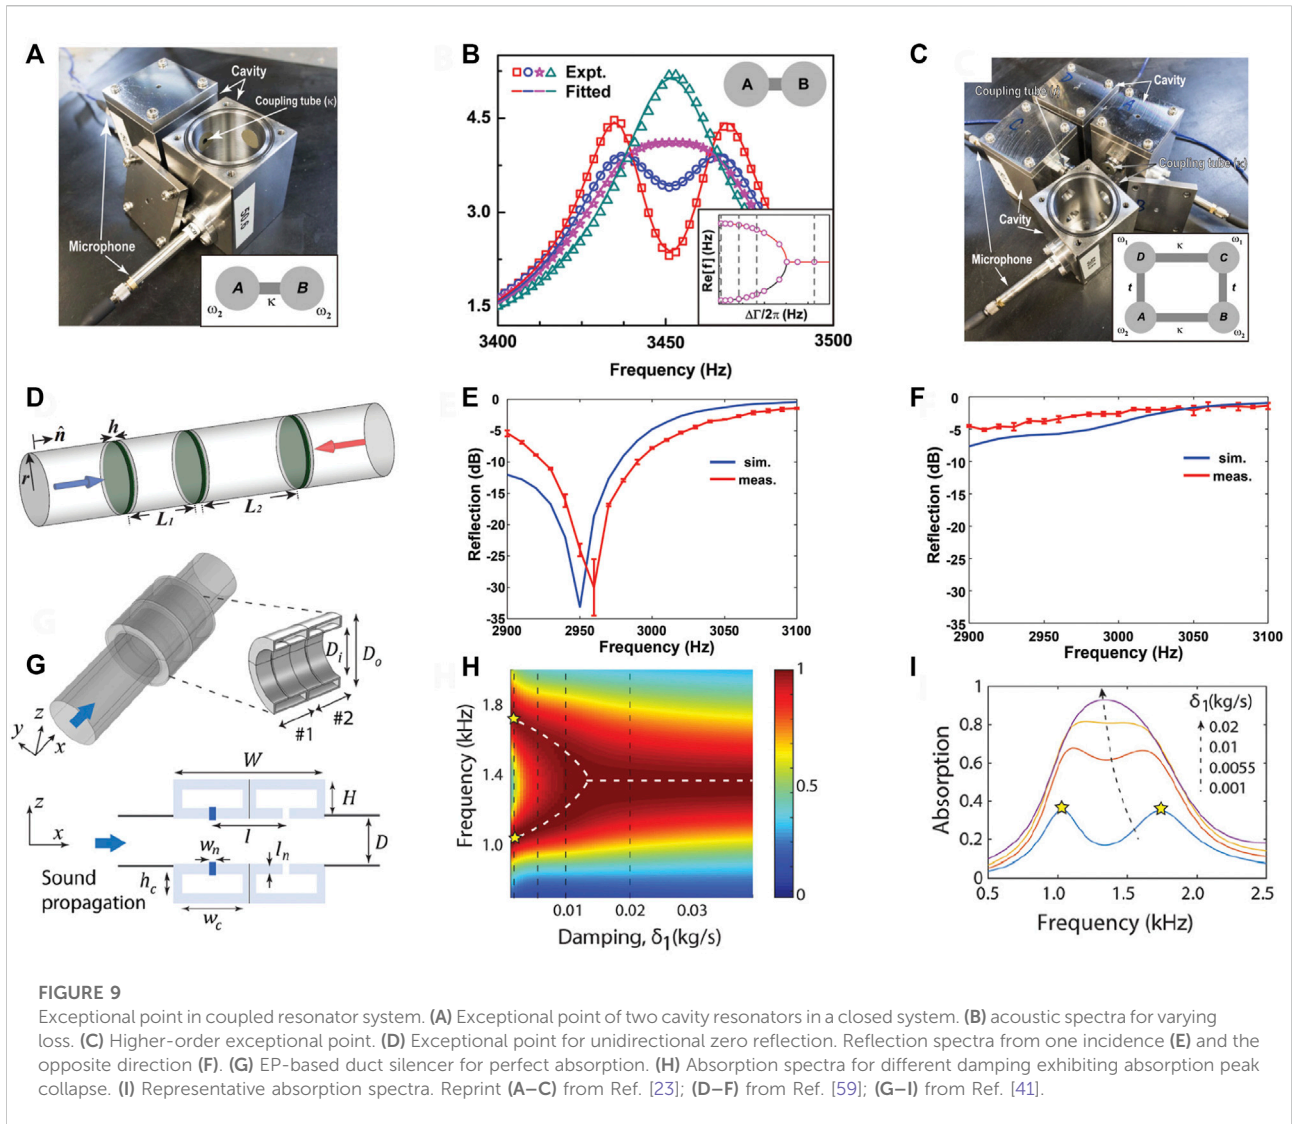 A
Cavity
Coupling tube (κ)
50S
Microphone
A
B
κ
ω₂
ω₂
B
Expt.
Fitted
A
B
4.5
3.0
1.5
3400
3450
3500
Frequency (Hz)
Re[f] (Hz)
ΔΓ/2π (Hz)
C
Cavity
Coupling tube
D
A
C
Coupling tube (κ)
B
Cavity
Microphone
ω₁
κ
ω₁
D
C
t
t
A
B
ω₂
κ
ω₂
D
n̂
h
r
L₁
L₂
E
Reflection (dB)
0
-5
-10
-15
-20
-25
-30
-35
sim.
meas.
2900
2950
3000
3050
3100
Frequency (Hz)
F
Reflection (dB)
0
-5
-10
-15
-20
-25
-30
-35
sim.
meas.
2900
2950
3000
3050
3100
Frequency (Hz)
G
Dᵢ
Dₒ
#1
#2
z
y
x
W
H
z
x
l
D
wₙ
lₙ
h꜀
w꜀
Sound
propagation
H
Frequency (kHz)
1.8
1.4
1.0
0.01
0.02
0.03
Damping, δ₁(kg/s)
1
0.5
0
I
Absorption
1
0.8
0.6
0.4
0.2
0
δ₁(kg/s)
0.02
0.01
0.0055
0.001
0.5
1.0
1.5
2.0
2.5
Frequency (kHz)
FIGURE 9
Exceptional point in coupled resonator system. (A) Exceptional point of two cavity resonators in a closed system. (B) acoustic spectra for varying
loss. (C) Higher-order exceptional point. (D) Exceptional point for unidirectional zero reflection. Reflection spectra from one incidence (E) and the
opposite direction (F). (G) EP-based duct silencer for perfect absorption. (H) Absorption spectra for different damping exhibiting absorption peak
collapse. (I) Representative absorption spectra. Reprint (A–C) from Ref. [23]; (D–F) from Ref. [59]; (G–I) from Ref. [41].